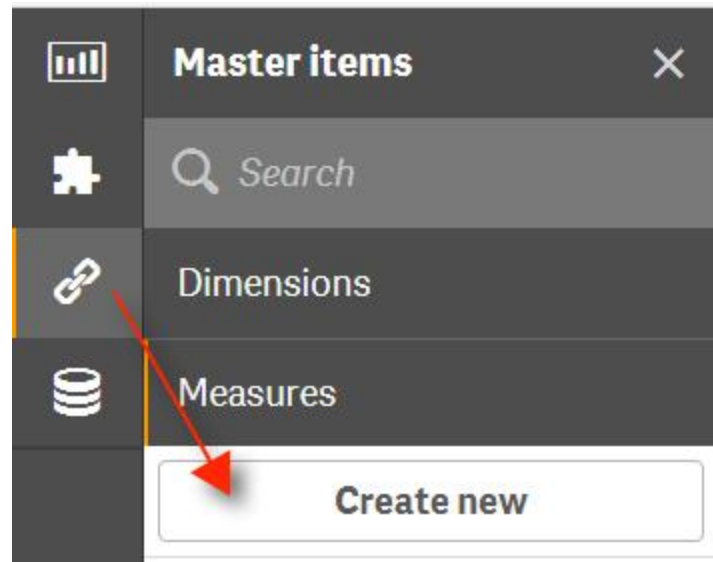 Master items
Search
Dimensions
Measures
Create new